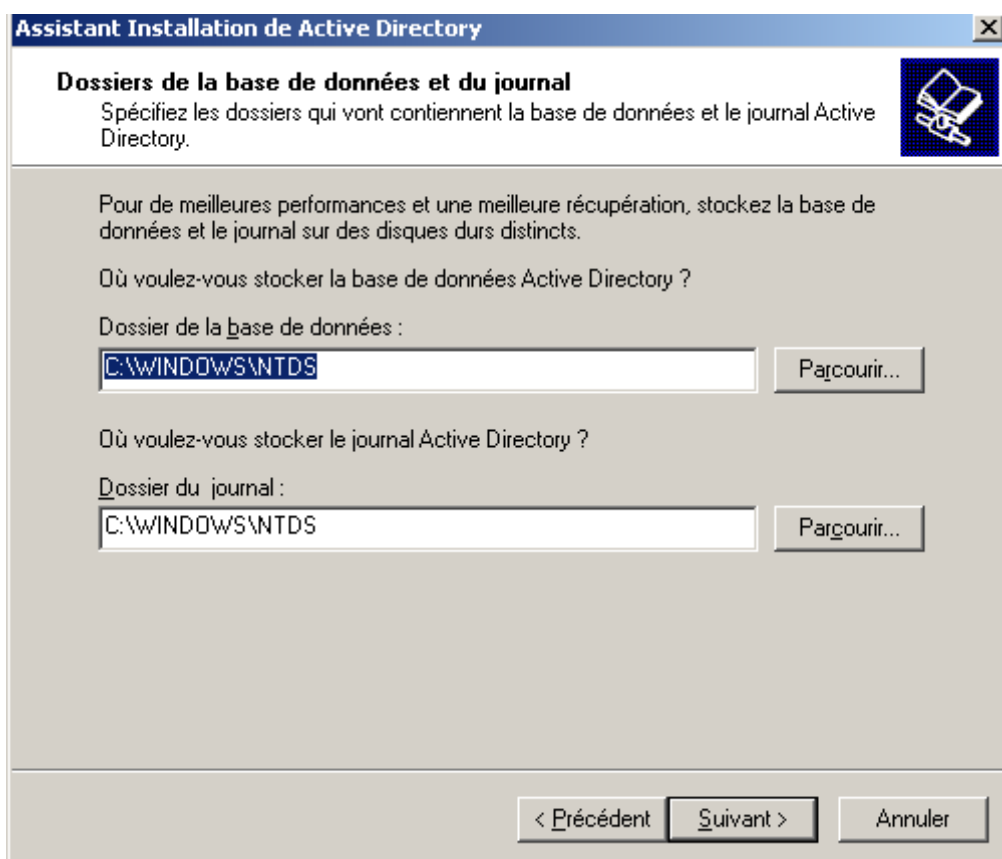 Assistant Installation de Active Directory
Dossiers de la base de données et du journal
Spécifiez les dossiers qui vont contiennent la base de données et le journal Active
Directory.
Pour de meilleures performances et une meilleure récupération, stockez la base de
données et le journal sur des disques durs distincts.
Où voulez-vous stocker la base de données Active Directory ?
Dossier de la base de données :
C:\WINDOWS\NTDS
Parcourir...
Où voulez-vous stocker le journal Active Directory ?
Dossier du journal :
C:\WINDOWS\NTDS
Parcourir...
< Précédent
Suivant >
Annuler